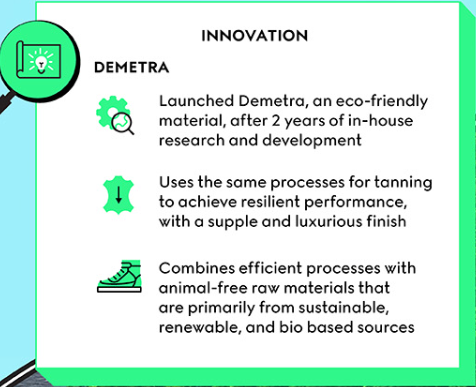 INNOVATION
DEMETRA
Launched Demetra, an eco-friendly
material, after 2 years of in-house
research and development
Uses the same processes for tanning
to achieve resilient performance,
with a supple and luxurious finish
Combines efficient processes with
animal-free raw materials that
are primarily from sustainable,
renewable, and bio based sources